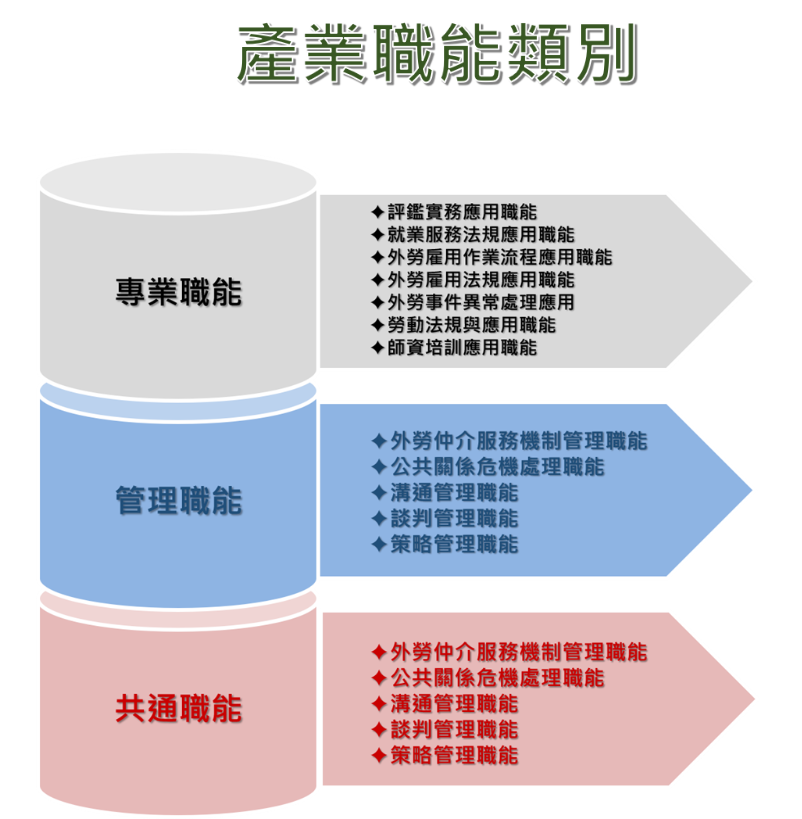 產業職能類別
專業職能
✦評鑑實務應用職能
✦就業服務法規應用職能
✦外勞雇用作業流程應用職能
✦外勞雇用法規應用職能
✦外勞事件異常處理應用
✦勞動法規與應用職能
✦師資培訓應用職能
管理職能
✦外勞仲介服務機制管理職能
✦公共關係危機處理職能
✦溝通管理職能
✦談判管理職能
✦策略管理職能
共通職能
✦外勞仲介服務機制管理職能
✦公共關係危機處理職能
✦溝通管理職能
✦談判管理職能
✦策略管理職能